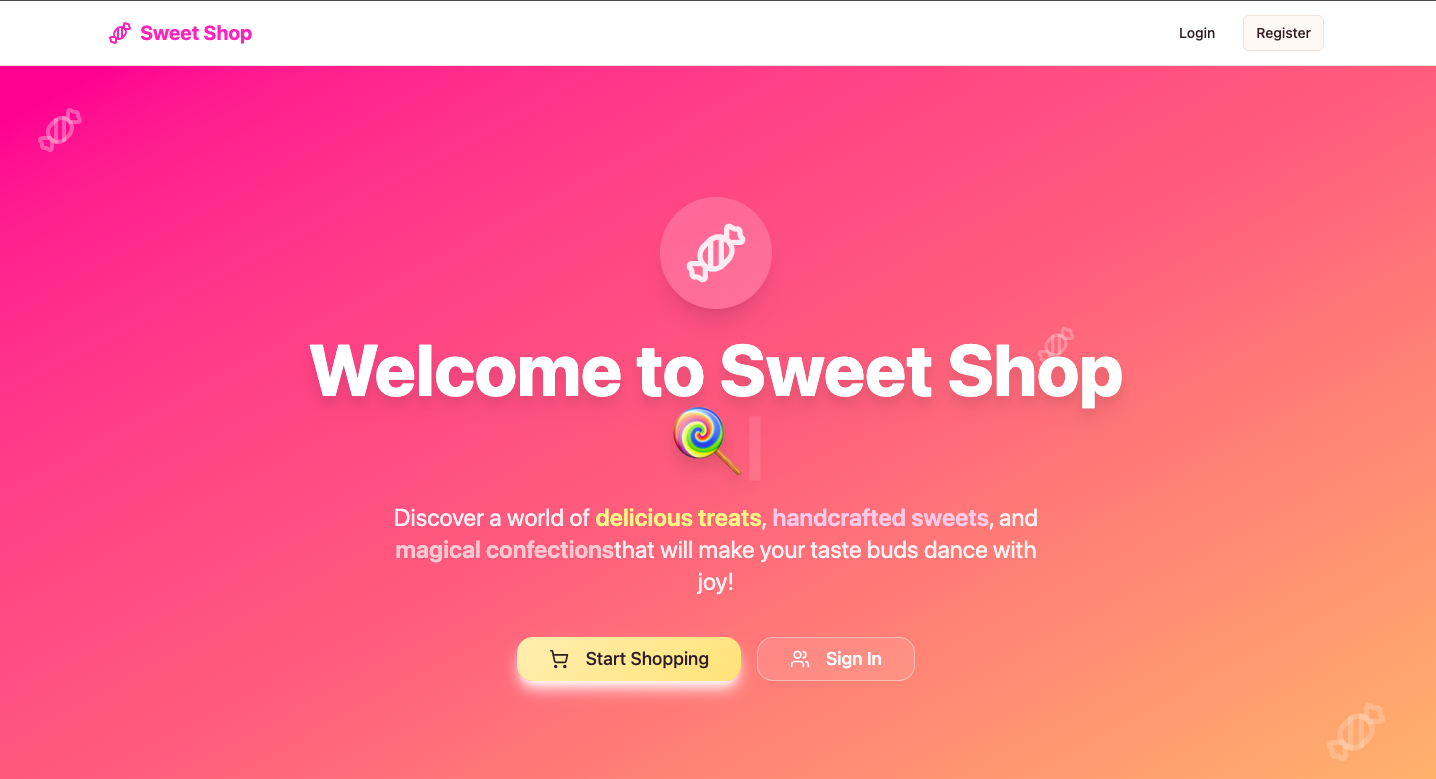 Sweet Shop
Login
Register
Welcome to Sweet Shop
🍭|
Discover a world of delicious treats, handcrafted sweets, and
magical confectionsthat will make your taste buds dance with
joy!
Start Shopping
Sign In